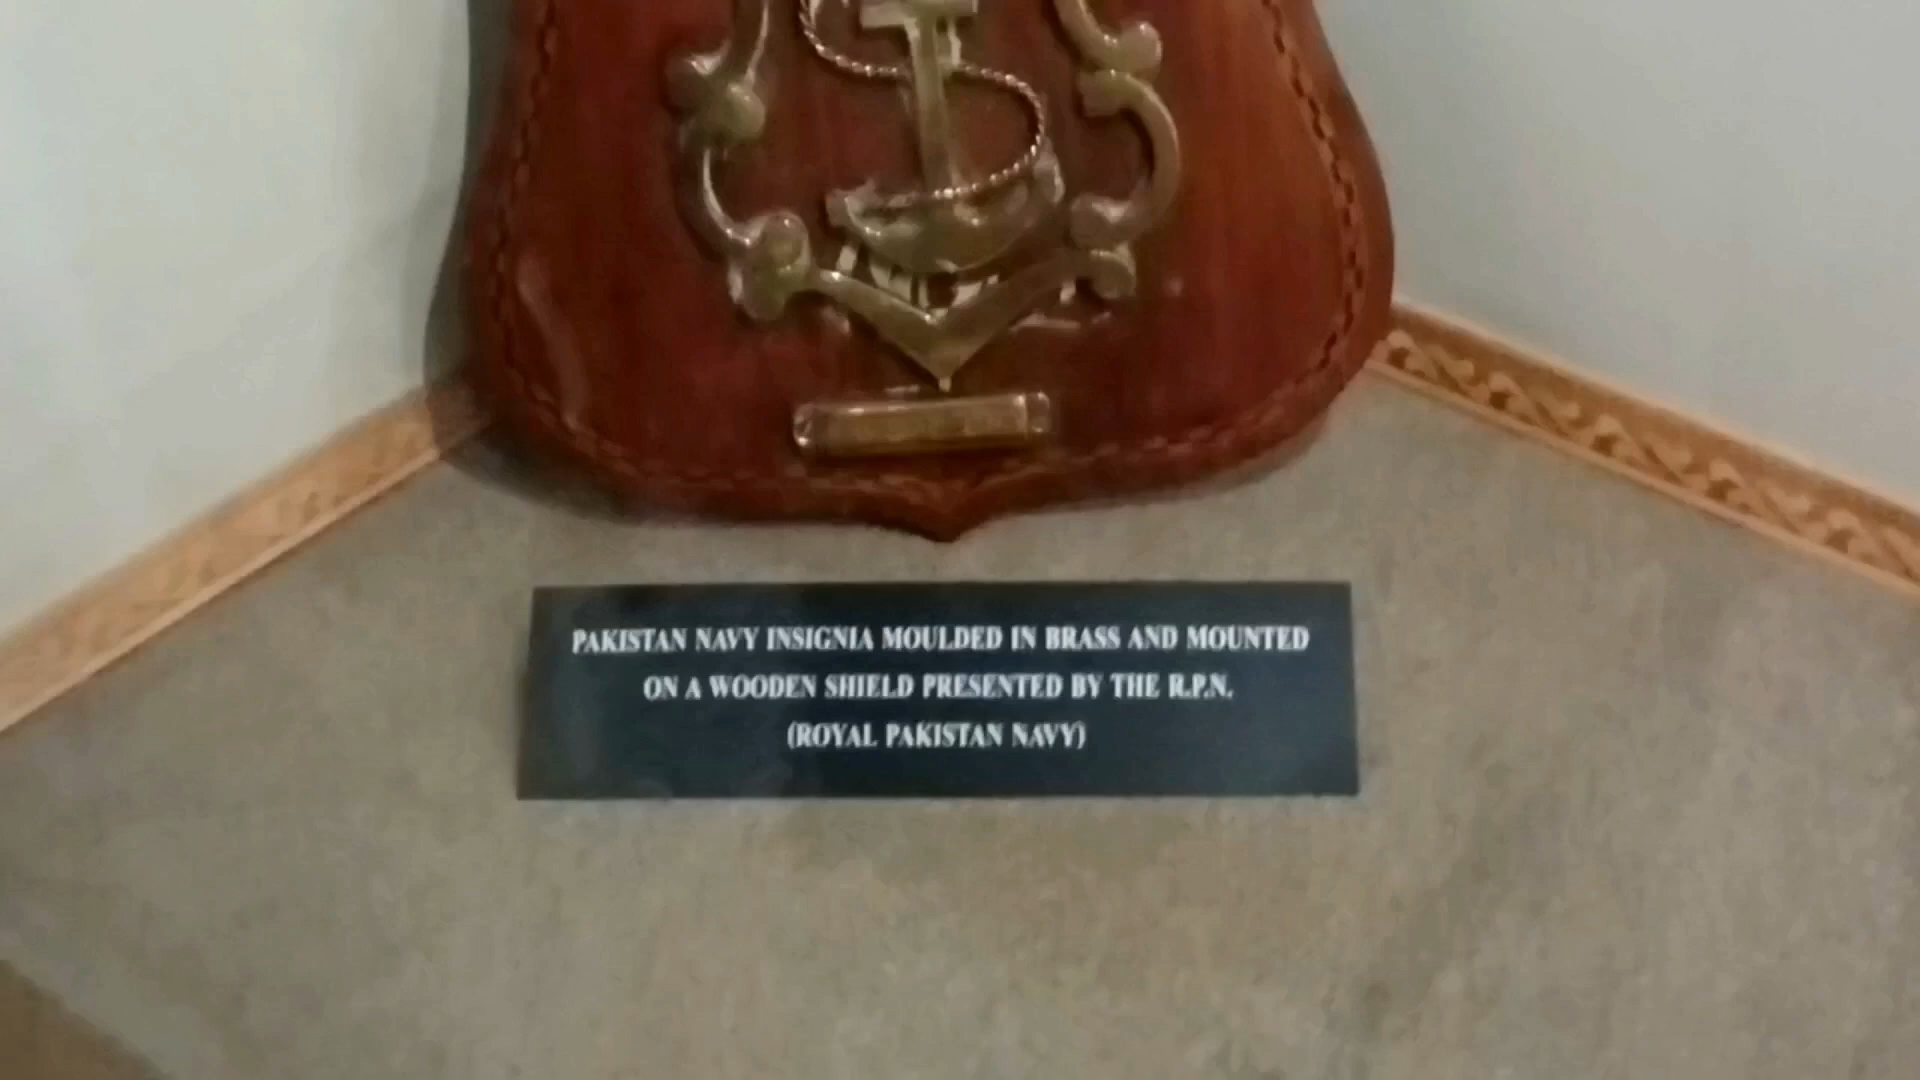 PAKISTAN NAVY INSIGNIA MOULDED IN BRASS AND MOUNTED
ON A WOODEN SHIELD PRESENTED BY THE R.P.N.
(ROYAL PAKISTAN NAVY)